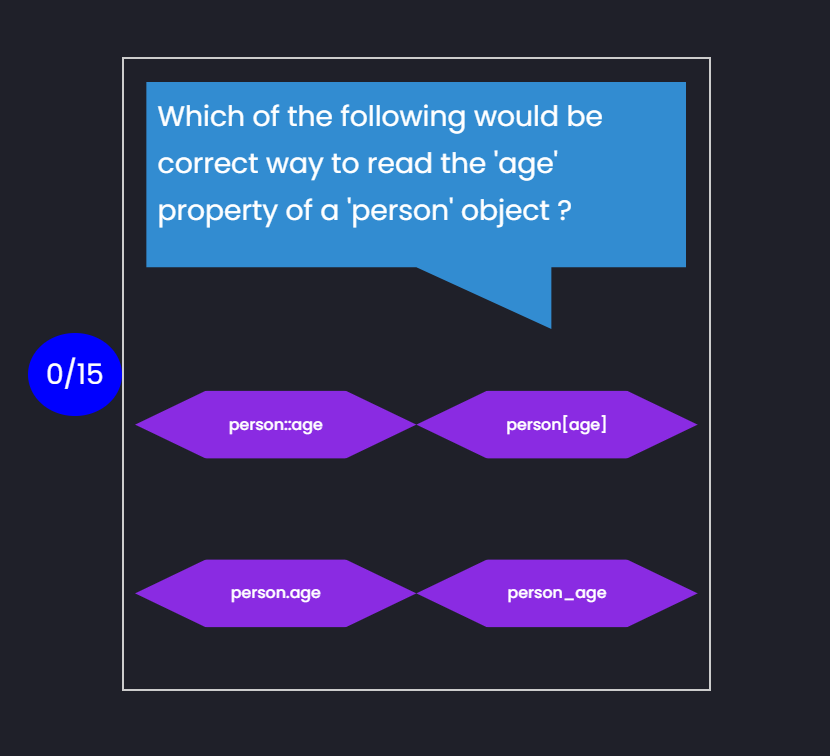 Which of the following would be
correct way to read the 'age'
property of a 'person' object ?
0/15
person::age
person[age]
person.age
person_age